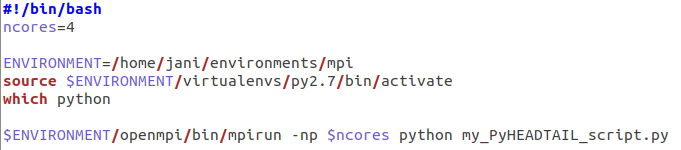 #!/bin/bash
ncores=4
ENVIRONMENT=/home/jani/environments/mpi
source $ENVIRONMENT/virtualenvs/py2.7/bin/activate
which python
$ENVIRONMENT/openmpi/bin/mpirun -np $ncores python my_PyHEADTAIL_script.py